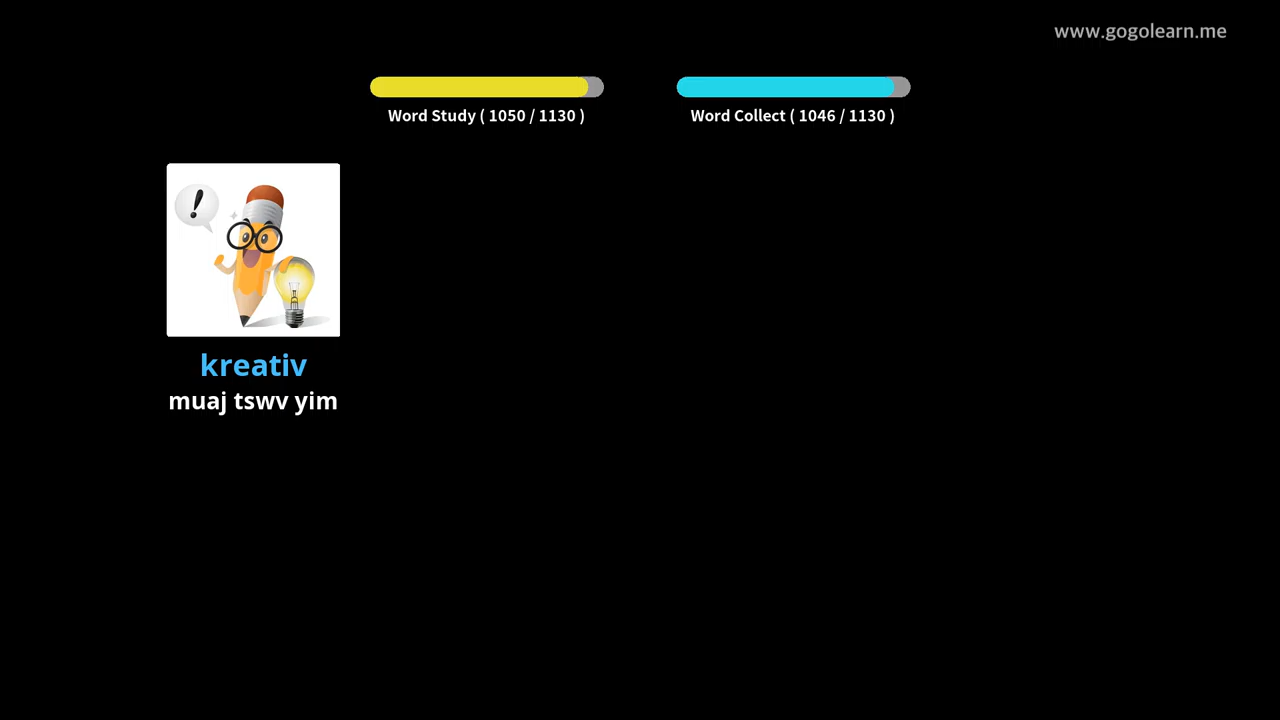 www.gogolearn.me
Word Study ( 1050 / 1130 )
Word Collect ( 1046 / 1130 )
!
kreativ
muaj tswv yim